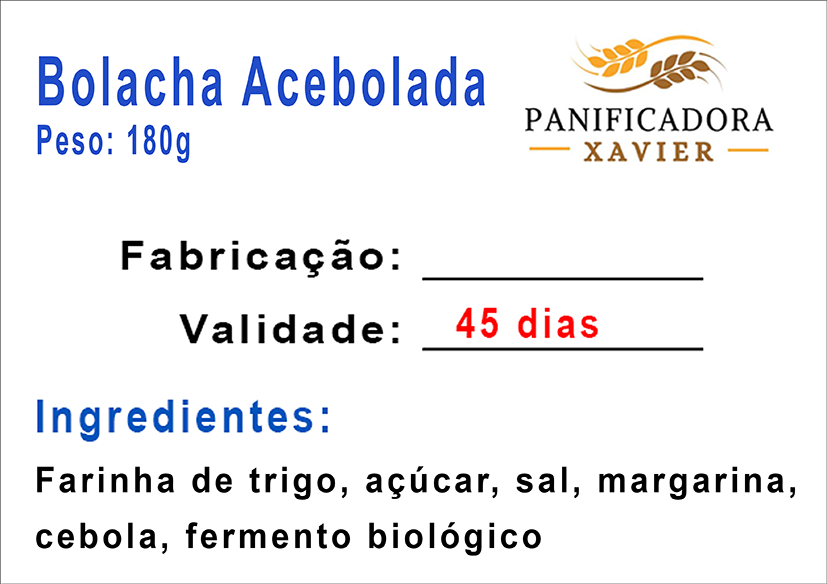 Bolacha Acebolada
Peso: 180g
PANIFICADORA
XAVIER
Fabricação:
Validade: 45 dias
Ingredientes:
Farinha de trigo, açúcar, sal, margarina,
cebola, fermento biológico